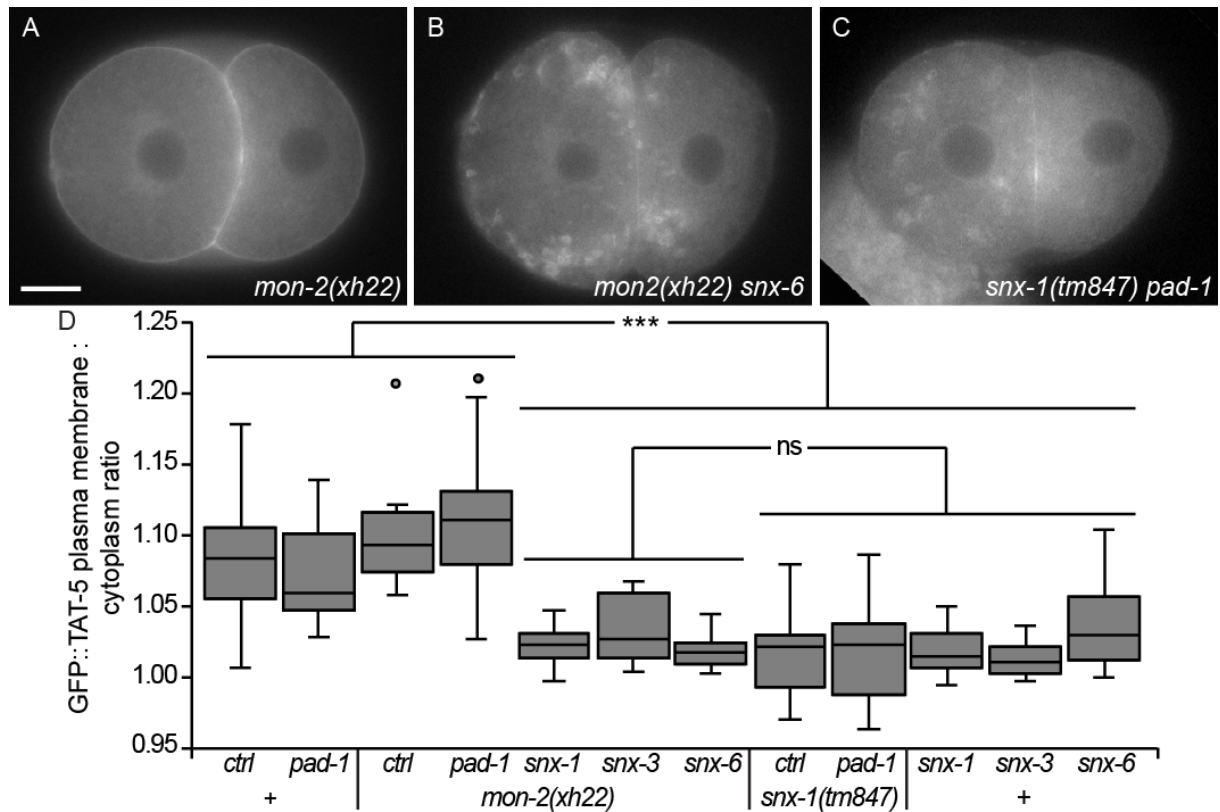 A
B
C
mon-2(xh22)
mon2(xh22) snx-6
snx-1(tm847) pad-1
D
GFP::TAT-5 plasma membrane :
cytoplasm ratio
1.25
1.20
1.15
1.10
1.05
1.00
0.95
***
ns
ctrl pad-1 ctrl pad-1 snx-1 snx-3 snx-6 ctrl pad-1 snx-1 snx-3 snx-6
+ mon-2(xh22) snx-1(tm847) +